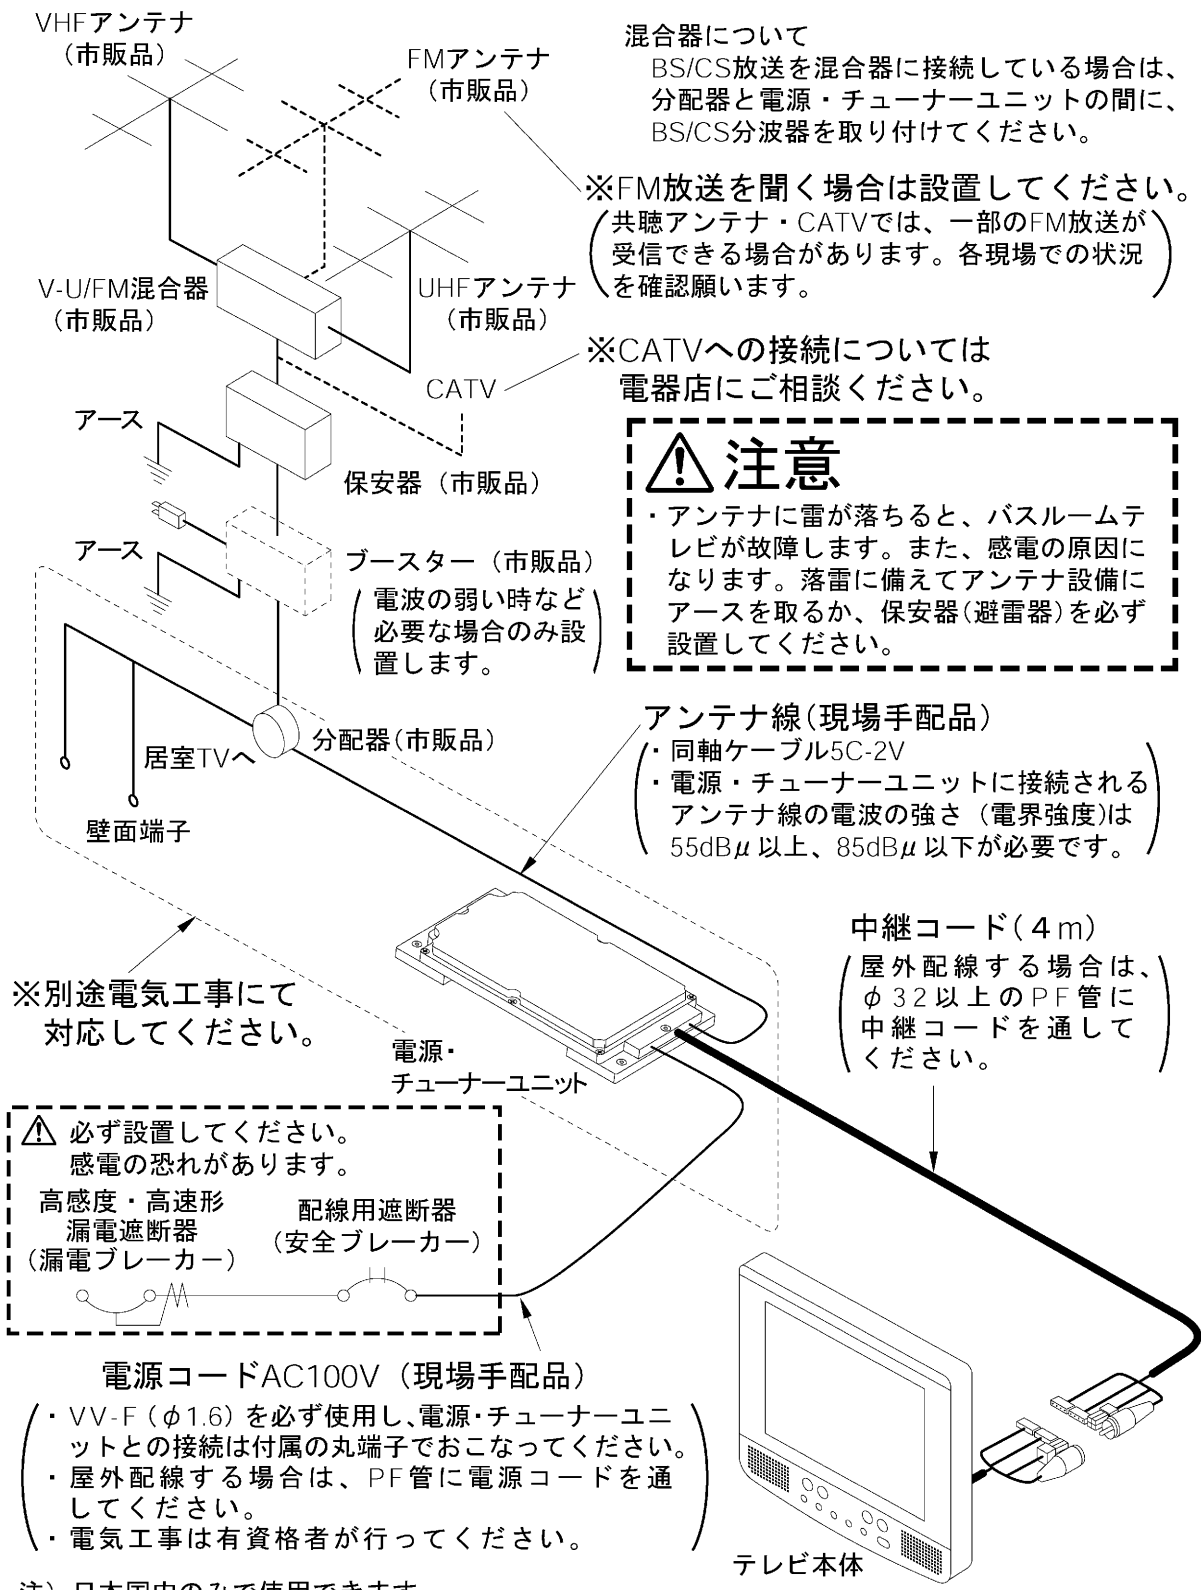 VHFアンテナ
（市販品）
FMアンテナ
（市販品）
混合器について
BS/CS放送を混合器に接続している場合は、
分配器と電源・チューナーユニットの間に、
BS/CS分波器を取り付けてください。
※FM放送を聞く場合は設置してください。
共聴アンテナ・CATVでは、一部のFM放送が
受信できる場合があります。各現場での状況
を確認願います。
V-U/FM混合器
（市販品）
UHFアンテナ
（市販品）
※CATVへの接続については
電器店にご相談ください。
CATV
アース
保安器（市販品）
⚠注意
・アンテナに雷が落ちると、バスルームテ
レビが故障します。また、感電の原因に
なります。落雷に備えてアンテナ設備に
アースを取るか、保安器(避雷器)を必ず
設置してください。
アース
ブースター（市販品）
電波の弱い時など
必要な場合のみ設
置します。
分配器(市販品)
居室TVへ
壁面端子
アンテナ線(現場手配品)
・同軸ケーブル5C-2V
・電源・チューナーユニットに接続される
アンテナ線の電波の強さ（電界強度)は
55dBμ以上、85dBμ以下が必要です。
※別途電気工事にて
対応してください。
電源・
チューナーユニット
中継コード(４m)
屋外配線する場合は、
φ32以上のPF管に
中継コードを通して
ください。
⚠ 必ず設置してください。
感電の恐れがあります。
高感度・高速形
漏電遮断器
（漏電ブレーカー）
配線用遮断器
（安全ブレーカー）
電源コードAC100V（現場手配品）
・VV-F（φ1.6）を必ず使用し、電源・チューナーユニ
ットとの接続は付属の丸端子でおこなってください。
・屋外配線する場合は、PF管に電源コードを通
してください。
・電気工事は有資格者が行ってください。
テレビ本体
注）日本国内のみで使用できます